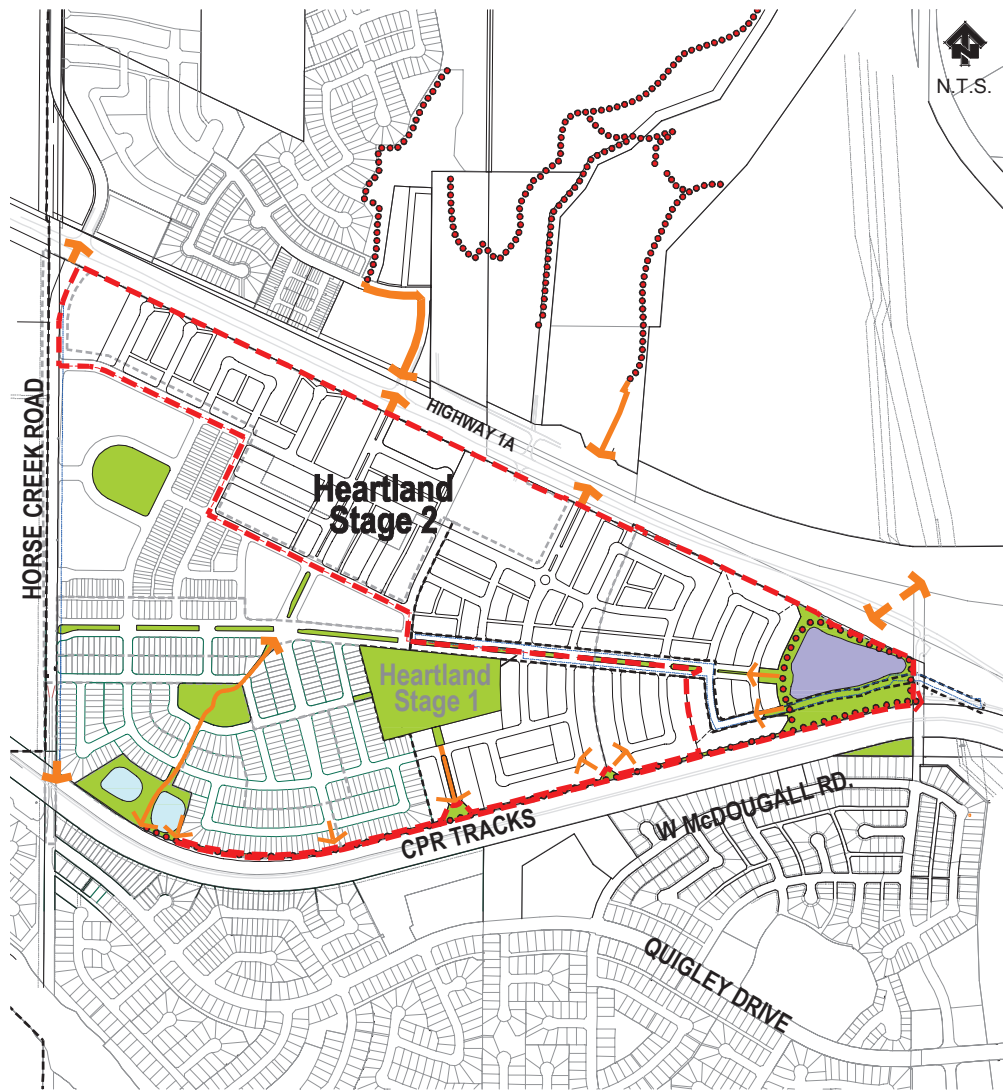 N
N.T.S.
HIGHWAY 1A
HORSE CREEK ROAD
Heartland
Stage 2
Heartland
Stage 1
CPR TRACKS
W McDOUGALL RD.
QUIGLEY DRIVE